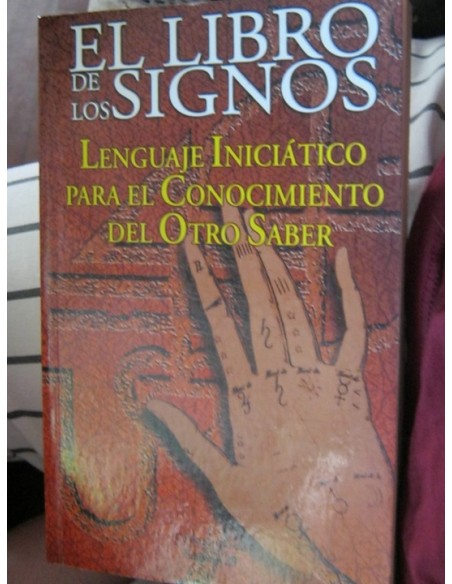 EL LIBRO
DE LOS SIGNOS
LENGUAJE INICIÁTICO
PARA EL CONOCIMIENTO
DEL OTRO SABER